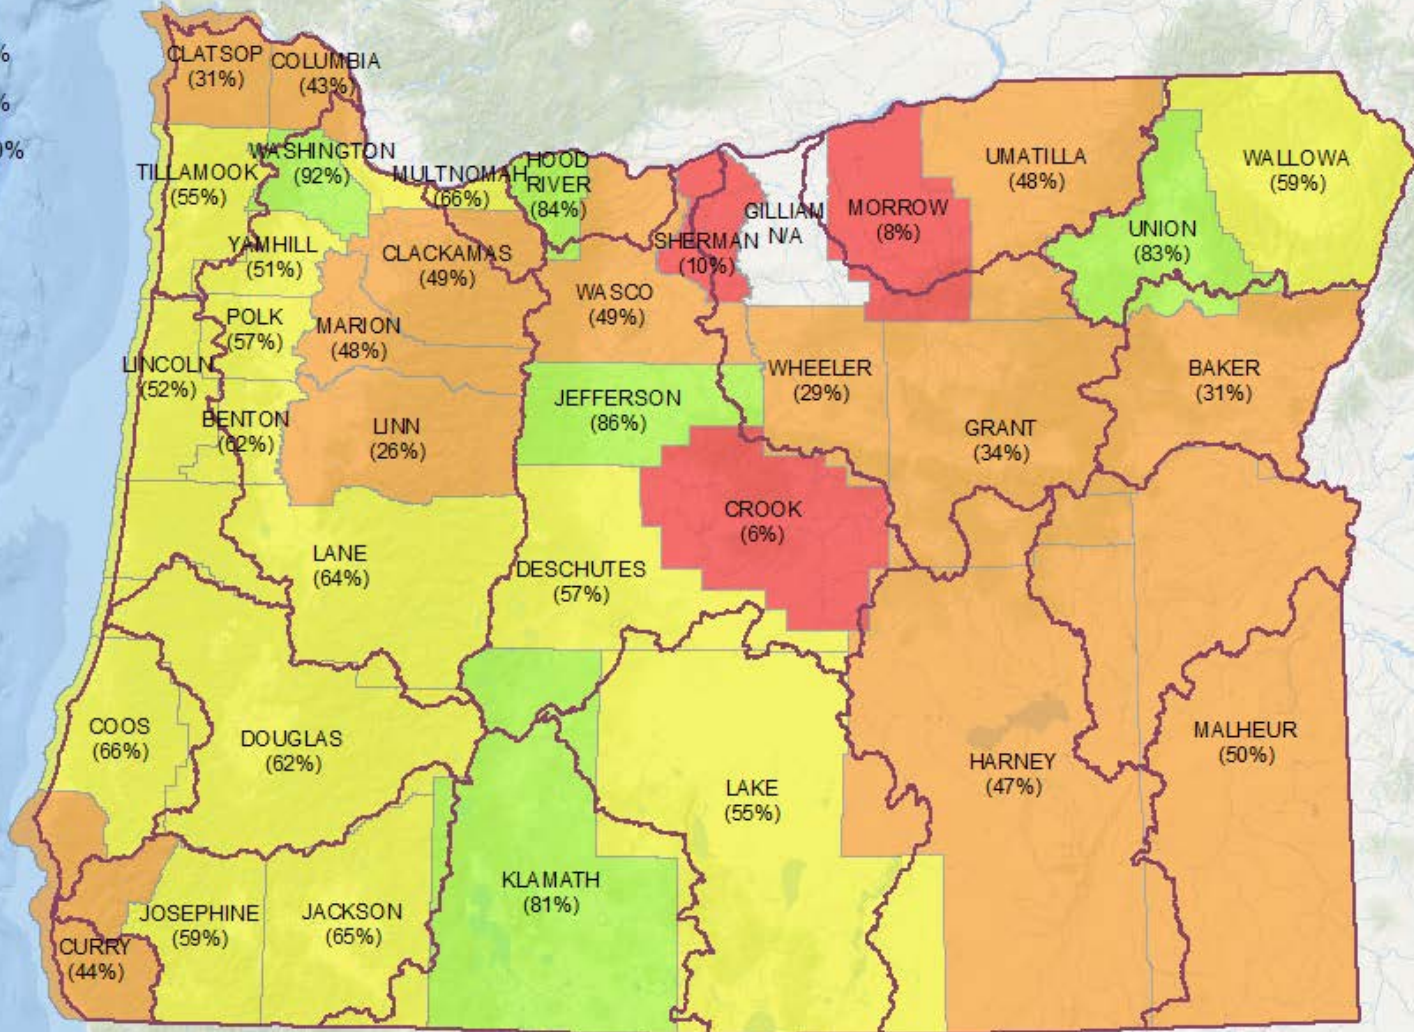 %
%
0%
CLATSOP
(31%)
COLUMBIA
(43%)
WASHINGTON
(92%)
TILLAMOOK
(55%)
MULTNOMAH
(66%)
HOOD
RIVER
(84%)
YAMHILL
(51%)
CLACKAMAS
(49%)
SHERMAN
(10%)
GILLIAM
N/A
MORROW
(8%)
UMATILLA
(48%)
UNION
(83%)
WALLOWA
(59%)
POLK
(57%)
MARION
(48%)
WASCO
(49%)
LINCOLN
(52%)
BENTON
(62%)
LINN
(26%)
JEFFERSON
(86%)
WHEELER
(29%)
GRANT
(34%)
BAKER
(31%)
CROOK
(6%)
LANE
(64%)
DESCHUTES
(57%)
COOS
(66%)
DOUGLAS
(62%)
LAKE
(55%)
HARNEY
(47%)
MALHEUR
(50%)
KLAMATH
(81%)
JOSEPHINE
(59%)
JACKSON
(65%)
CURRY
(44%)